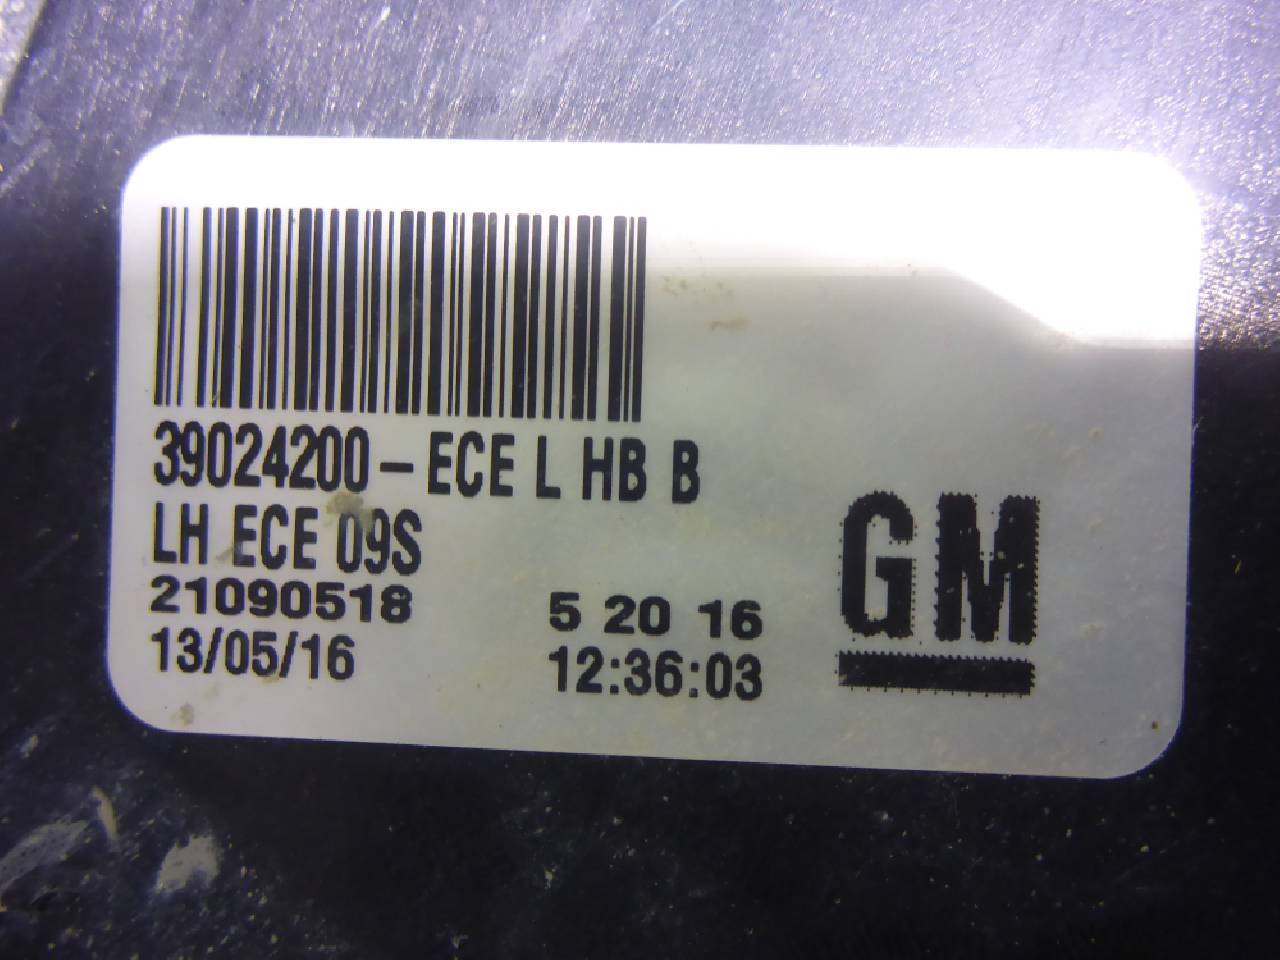 39024200-ECE L HB B
LH ECE 09S
21090518 5 20 16
13/05/16 12:36:03
GM